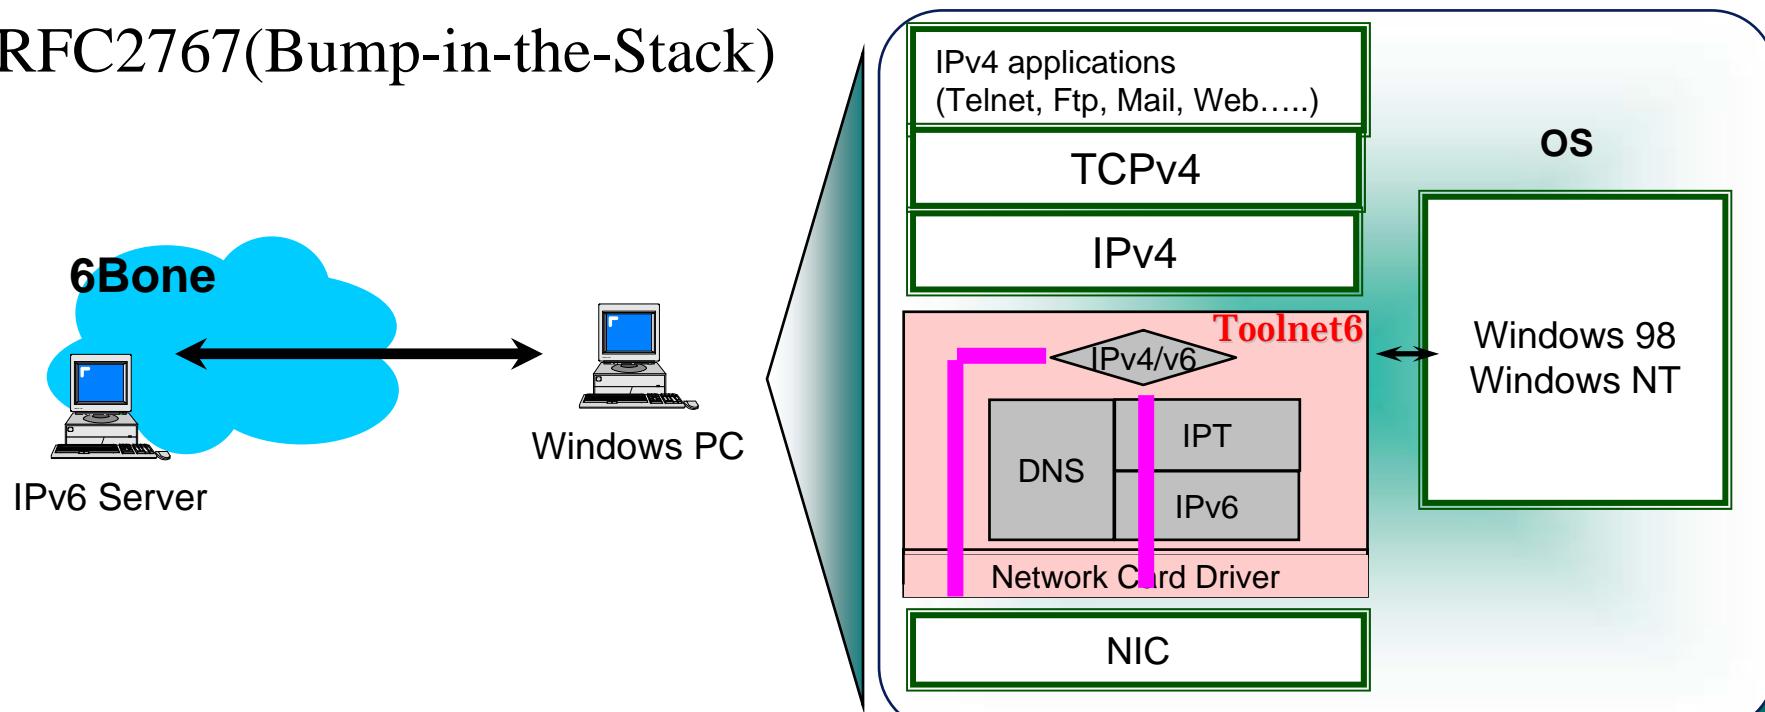 RFC2767(Bump-in-the-Stack)
6Bone
IPv6 Server
Windows PC
IPv4 applications
(Telnet, Ftp, Mail, Web…..)
TCPv4
IPv4
Toolnet6
IPv4/v6
DNS
IPT
IPv6
Network Card Driver
NIC
OS
Windows 98
Windows NT